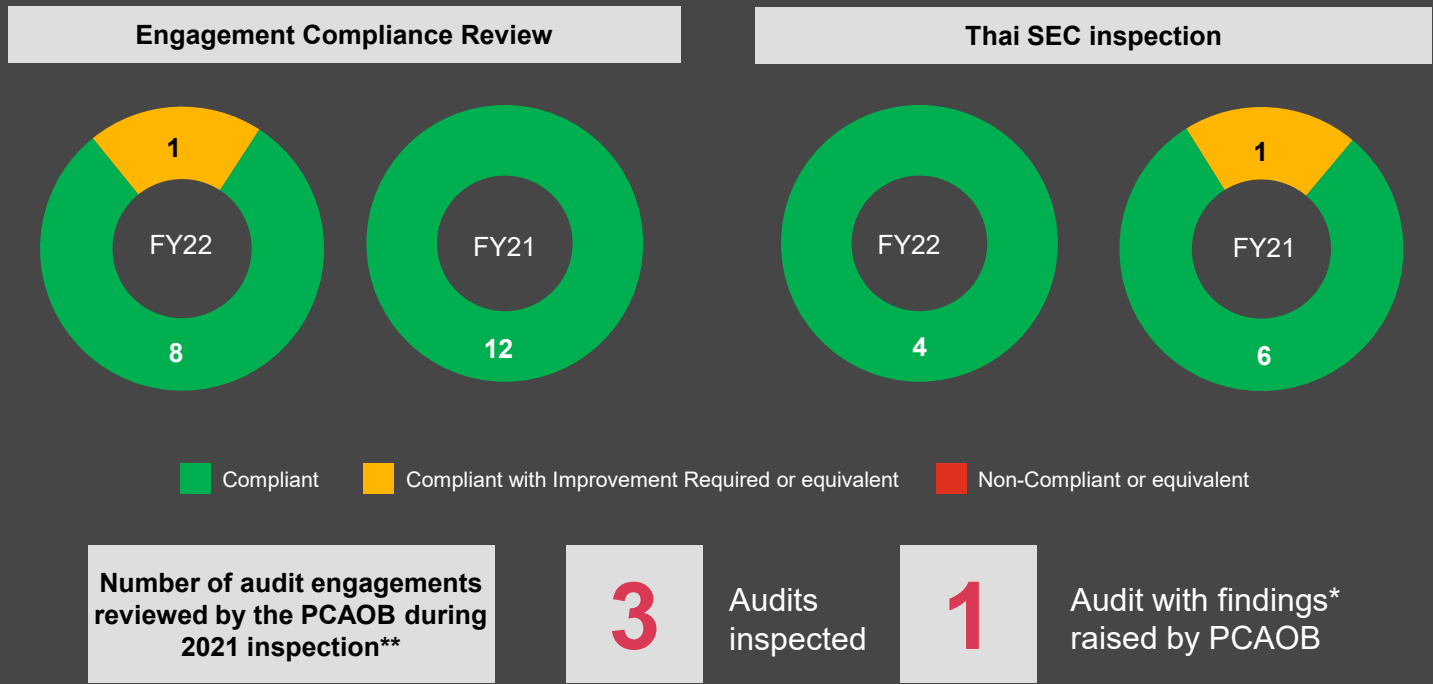 Engagement Compliance Review
Thai SEC inspection
1
FY22
8
FY21
12
FY22
4
1
FY21
6
Compliant
Compliant with Improvement Required or equivalent
Non-Compliant or equivalent
Number of audit engagements
reviewed by the PCAOB during
2021 inspection**
3
Audits
inspected
1
Audit with findings*
raised by PCAOB